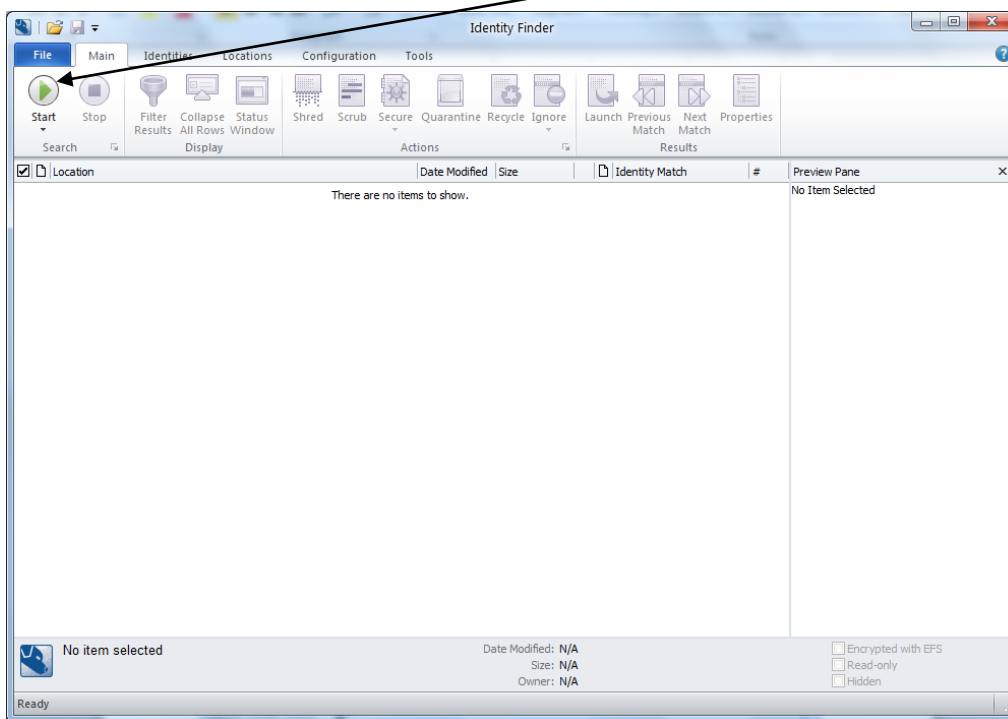 Identity Finder
File Main Identities Locations Configuration Tools
Start Stop Filter Results Collapse All Rows Status Window Shred Scrub Secure Quarantine Recycle Ignore Launch Previous Match Next Match Properties
Search Display Actions Results
Location Date Modified Size Identity Match # Preview Pane
There are no items to show.
No Item Selected
No item selected
Date Modified: N/A
Size: N/A
Owner: N/A
Encrypted with EFS
Read-only
Hidden
Ready